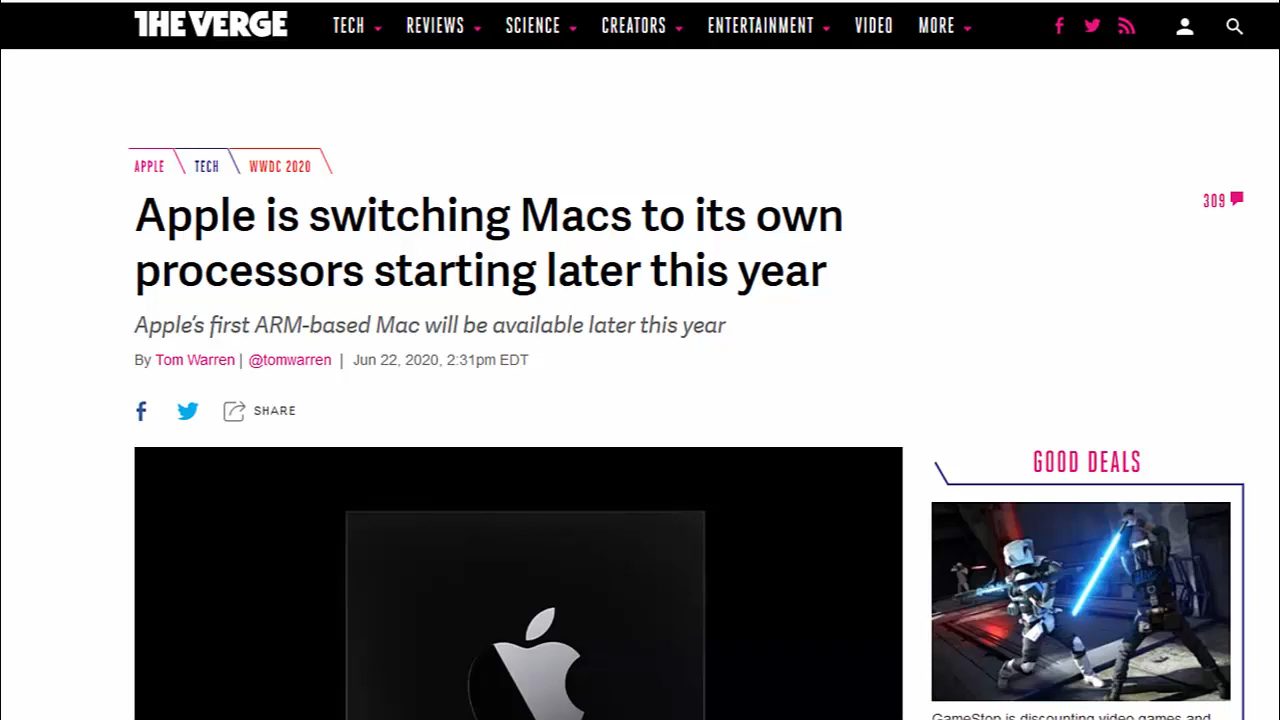 THE VERGE
TECH REVIEWS SCIENCE CREATORS ENTERTAINMENT VIDEO MORE
APPLE TECH WWDC 2020
Apple is switching Macs to its own
processors starting later this year
309
Apple's first ARM-based Mac will be available later this year
By Tom Warren | @tomwarren | Jun 22, 2020, 2:31pm EDT
SHARE
GOOD DEALS
GameStop is discounting video games and